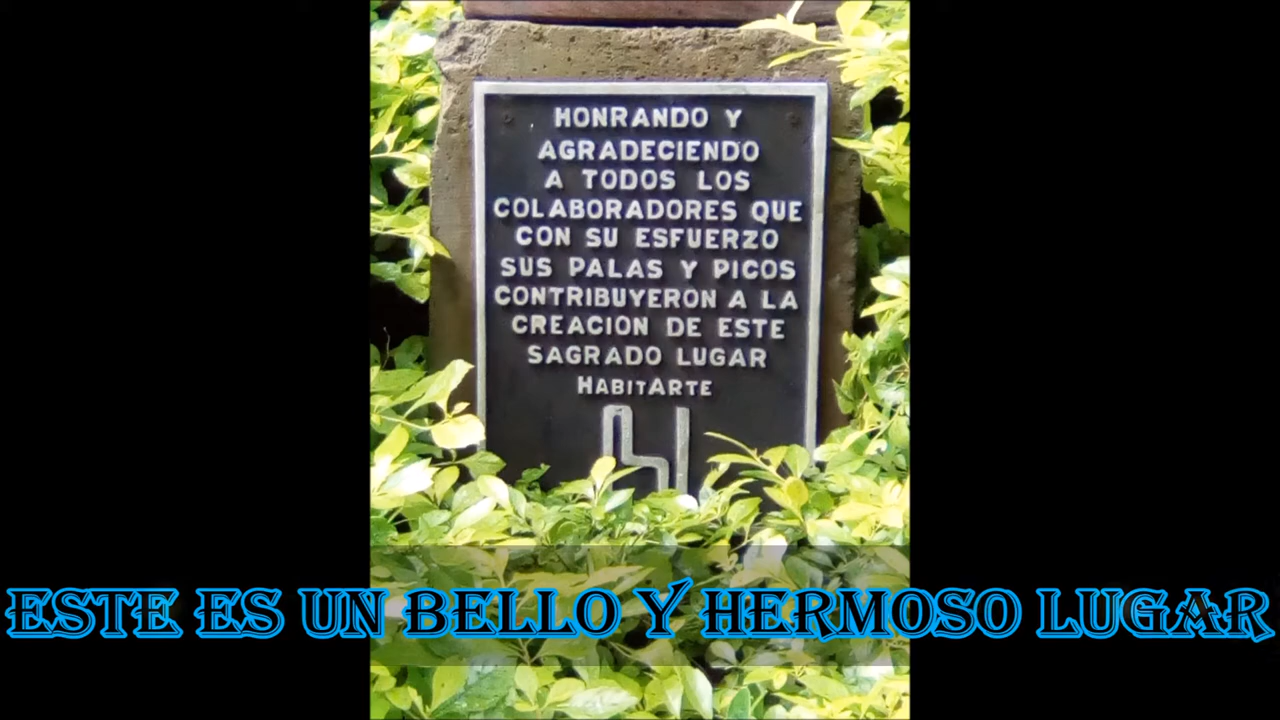 HONRANDO Y
AGRADECIENDO
A TODOS LOS
COLABORADORES QUE
CON SU ESFUERZO
SUS PALAS Y PICOS
CONTRIBUYERON A LA
CREACION DE ESTE
SAGRADO LUGAR
HABITARTE
ESTE ES UN BELLO Y HERMOSO LUGAR